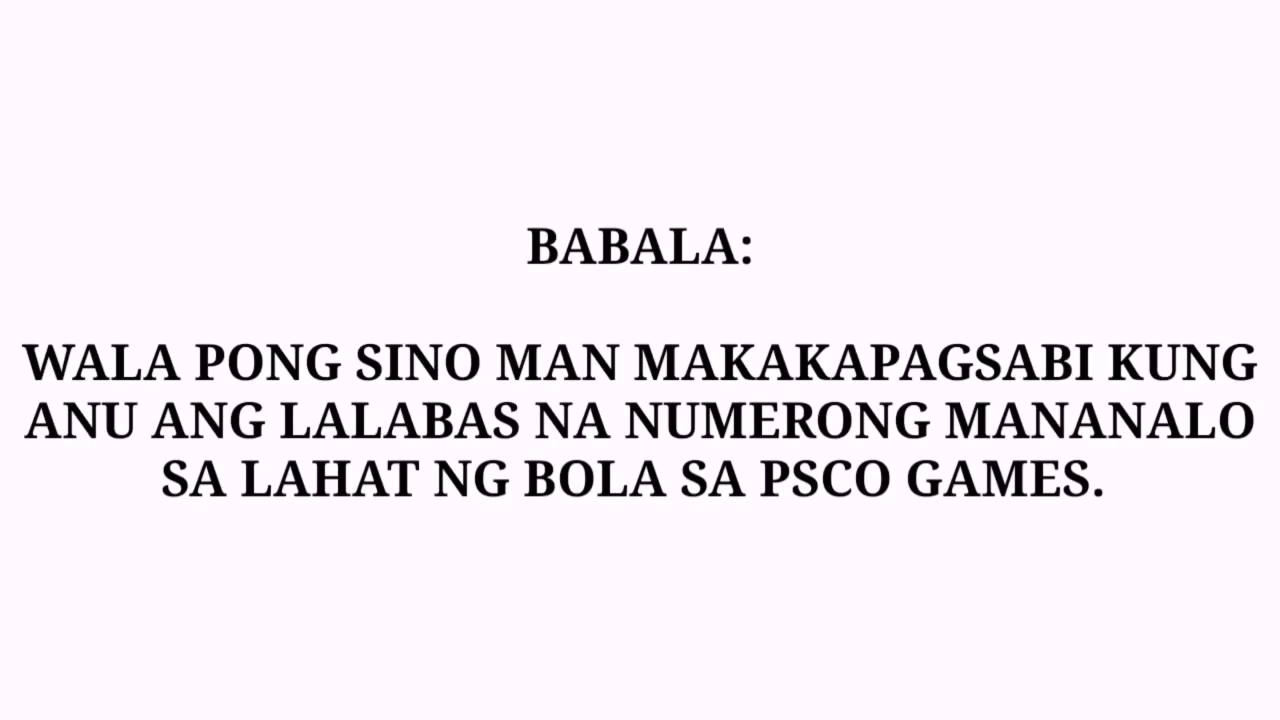 BABALA:
WALA PONG SINO MAN MAKAKAPAGSABI KUNG
ANU ANG LALABAS NA NUMERONG MANANALO
SA LAHAT NG BOLA SA PSCO GAMES.